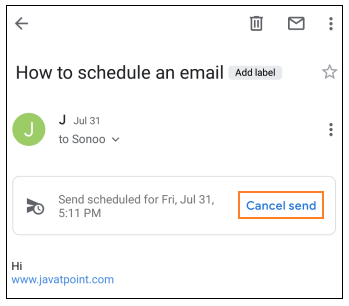 How to schedule an email Add label
J Jul 31
J
to Sonoo
Send scheduled for Fri, Jul 31,
5:11 PM
Cancel send
Hi
www.javatpoint.com